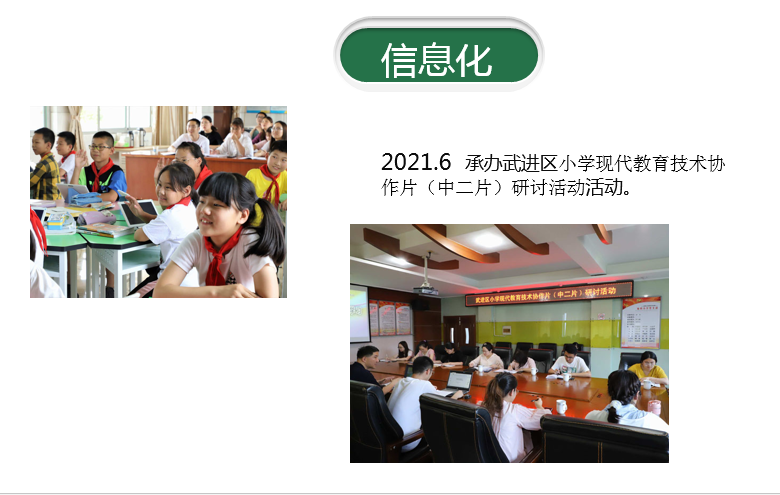 信息化
2021.6 承办武进区小学现代教育技术协
作片（中二片）研讨活动活动。
武进区小学现代教育技术协作片（中二片）研讨活动